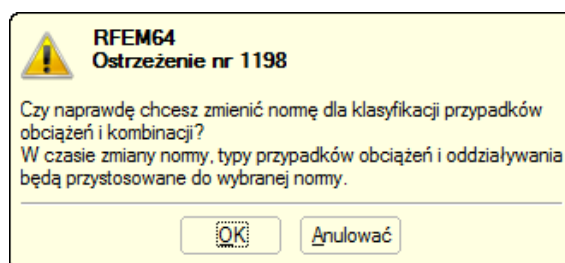 RFEM64
Ostrzeżenie nr 1198
Czy naprawdę chcesz zmienić normę dla klasyfikacji przypadków
obciążeń i kombinacji?
W czasie zmiany normy, typy przypadków obciążeń i oddziaływania
będą przystosowane do wybranej normy.
OK
Anulować